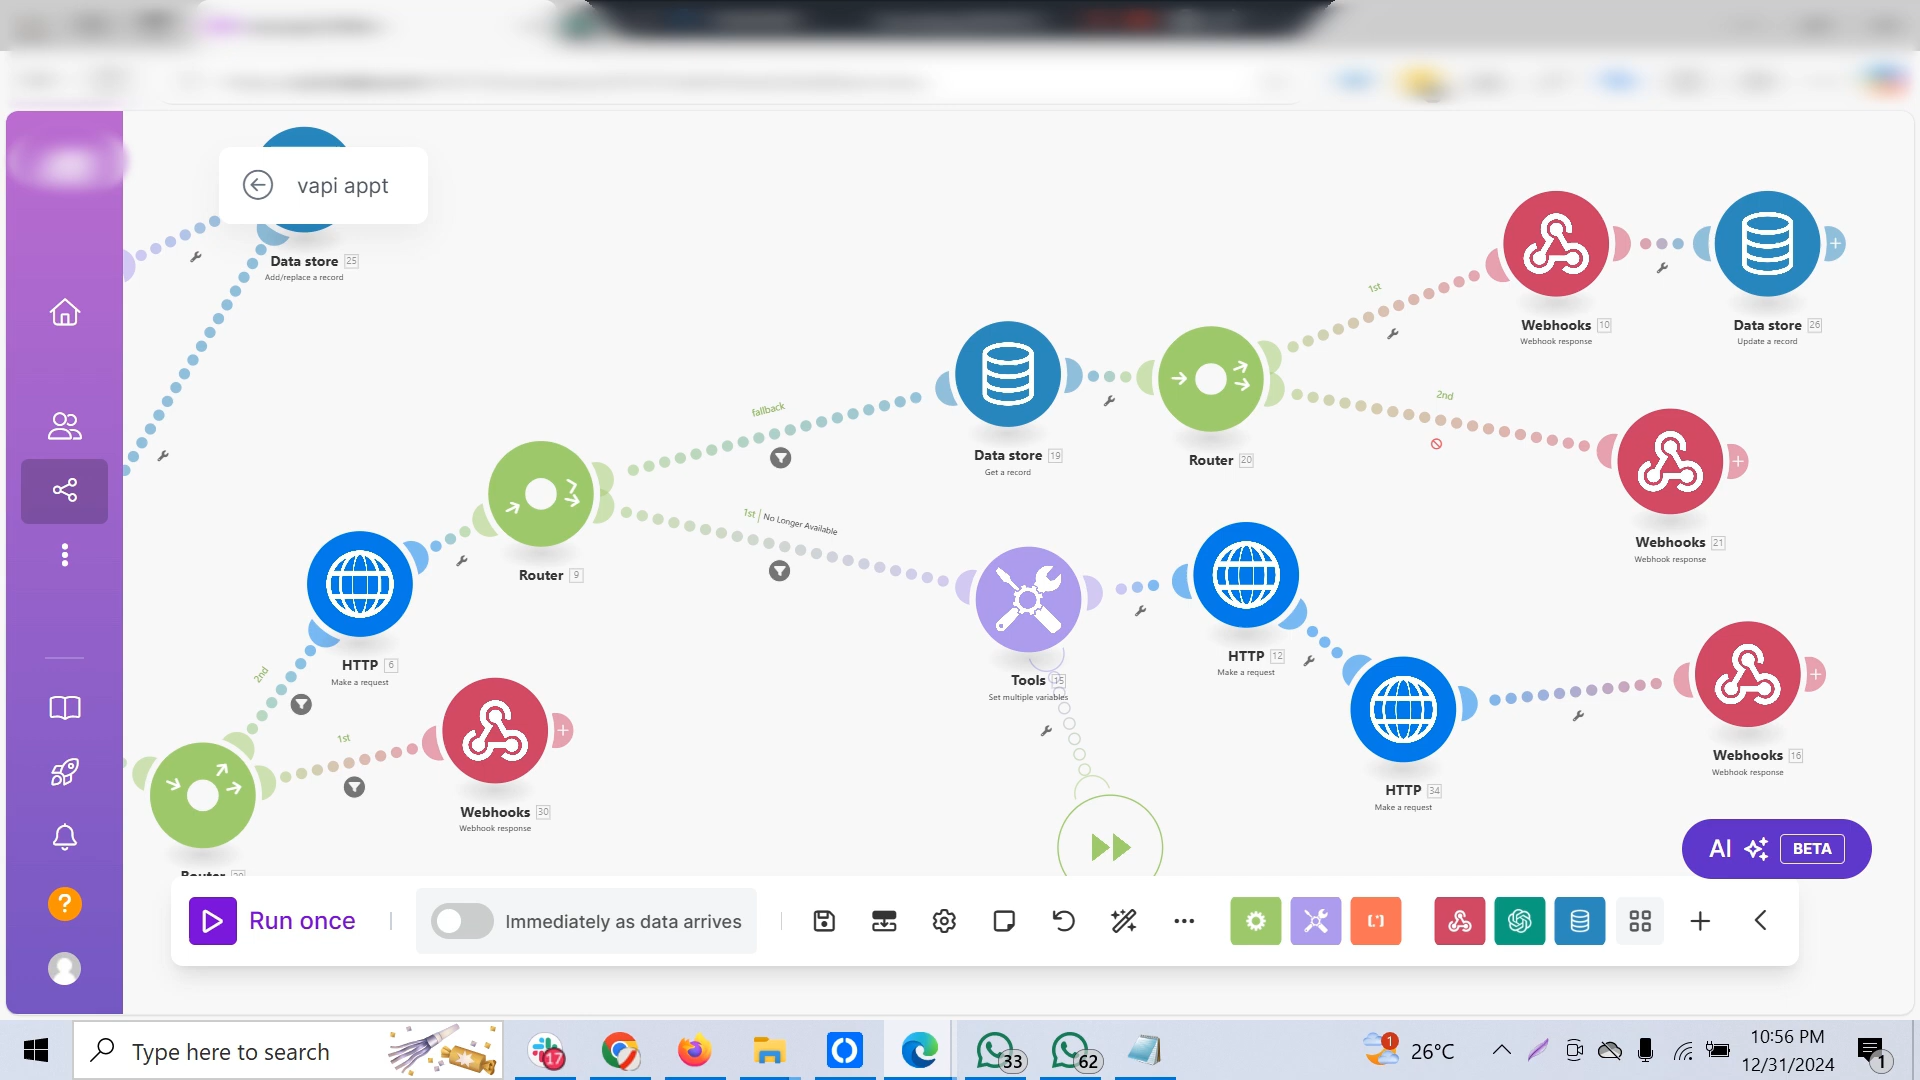 vapi appt
Data store 25
Add/replace a record
1st
Webhooks 10
Webhook response
Data store 26
Update a record
fallback
Data store 19
Get a record
Router 20
2nd
Webhooks 21
Webhook response
1st | No Longer Available
Router 9
HTTP 6
Make a request
Tools 15
Set multiple variables
HTTP 12
Make a request
HTTP 34
Make a request
Webhooks 16
Webhook response
2nd
1st
Webhooks 30
Webhook response
Router
AI BETA
Run once
Immediately as data arrives
Type here to search
17
33
62
1
26°C
10:56 PM
12/31/2024
1